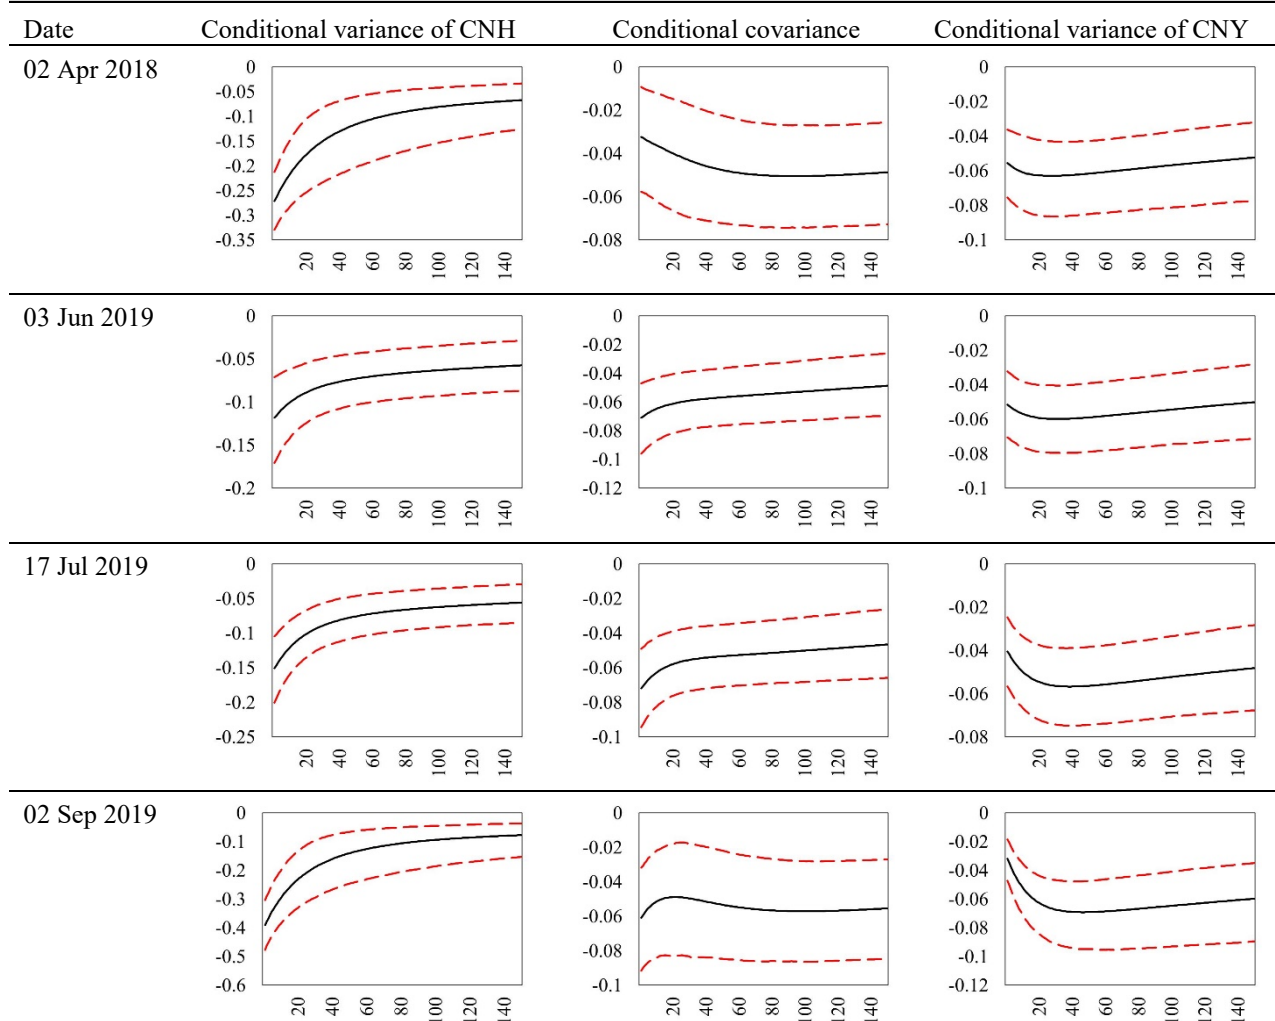 Date Conditional variance of CNH Conditional covariance Conditional variance of CNY
02 Apr 2018
0 -0.05 -0.1 -0.15 -0.2 -0.25 -0.3 -0.35
20 40 60 80 100 120 140
0 -0.02 -0.04 -0.06 -0.08
20 40 60 80 100 120 140
0 -0.02 -0.04 -0.06 -0.08 -0.1
20 40 60 80 100 120 140
03 Jun 2019
0 -0.05 -0.1 -0.15 -0.2
20 40 60 80 100 120 140
0 -0.02 -0.04 -0.06 -0.08 -0.1 -0.12
20 40 60 80 100 120 140
0 -0.02 -0.04 -0.06 -0.08 -0.1
20 40 60 80 100 120 140
17 Jul 2019
0 -0.05 -0.1 -0.15 -0.2 -0.25
20 40 60 80 100 120 140
0 -0.02 -0.04 -0.06 -0.08 -0.1
20 40 60 80 100 120 140
0 -0.02 -0.04 -0.06 -0.08
20 40 60 80 100 120 140
02 Sep 2019
0 -0.1 -0.2 -0.3 -0.4 -0.5 -0.6
20 40 60 80 100 120 140
0 -0.02 -0.04 -0.06 -0.08 -0.1
20 40 60 80 100 120 140
0 -0.02 -0.04 -0.06 -0.08 -0.1 -0.12
20 40 60 80 100 120 140